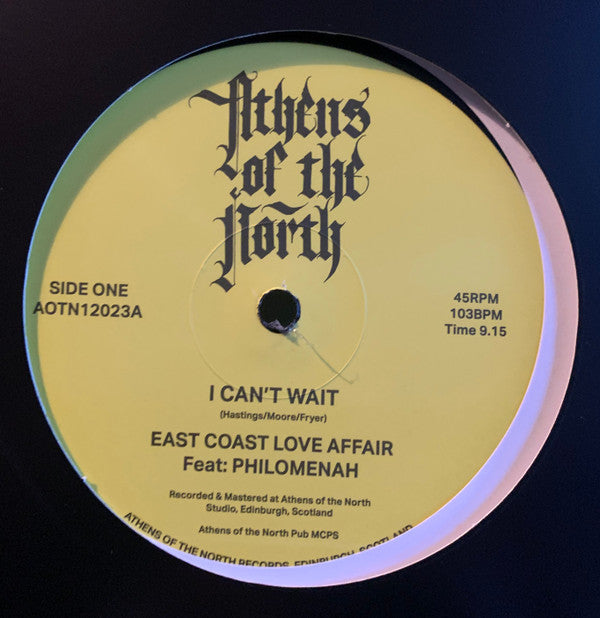 Athens
of the
North
SIDE ONE
AOTN12023A
45RPM
103BPM
Time 9.15
I CAN'T WAIT
(Hastings/Moore/Fryer)
EAST COAST LOVE AFFAIR
Feat: PHILOMENAH
Recorded & Mastered at Athens of the North
Studio, Edinburgh, Scotland
Athens of the North Pub MCPS
ATHENS OF THE NORTH RECORDS, EDINBURGH, SCOTLAND